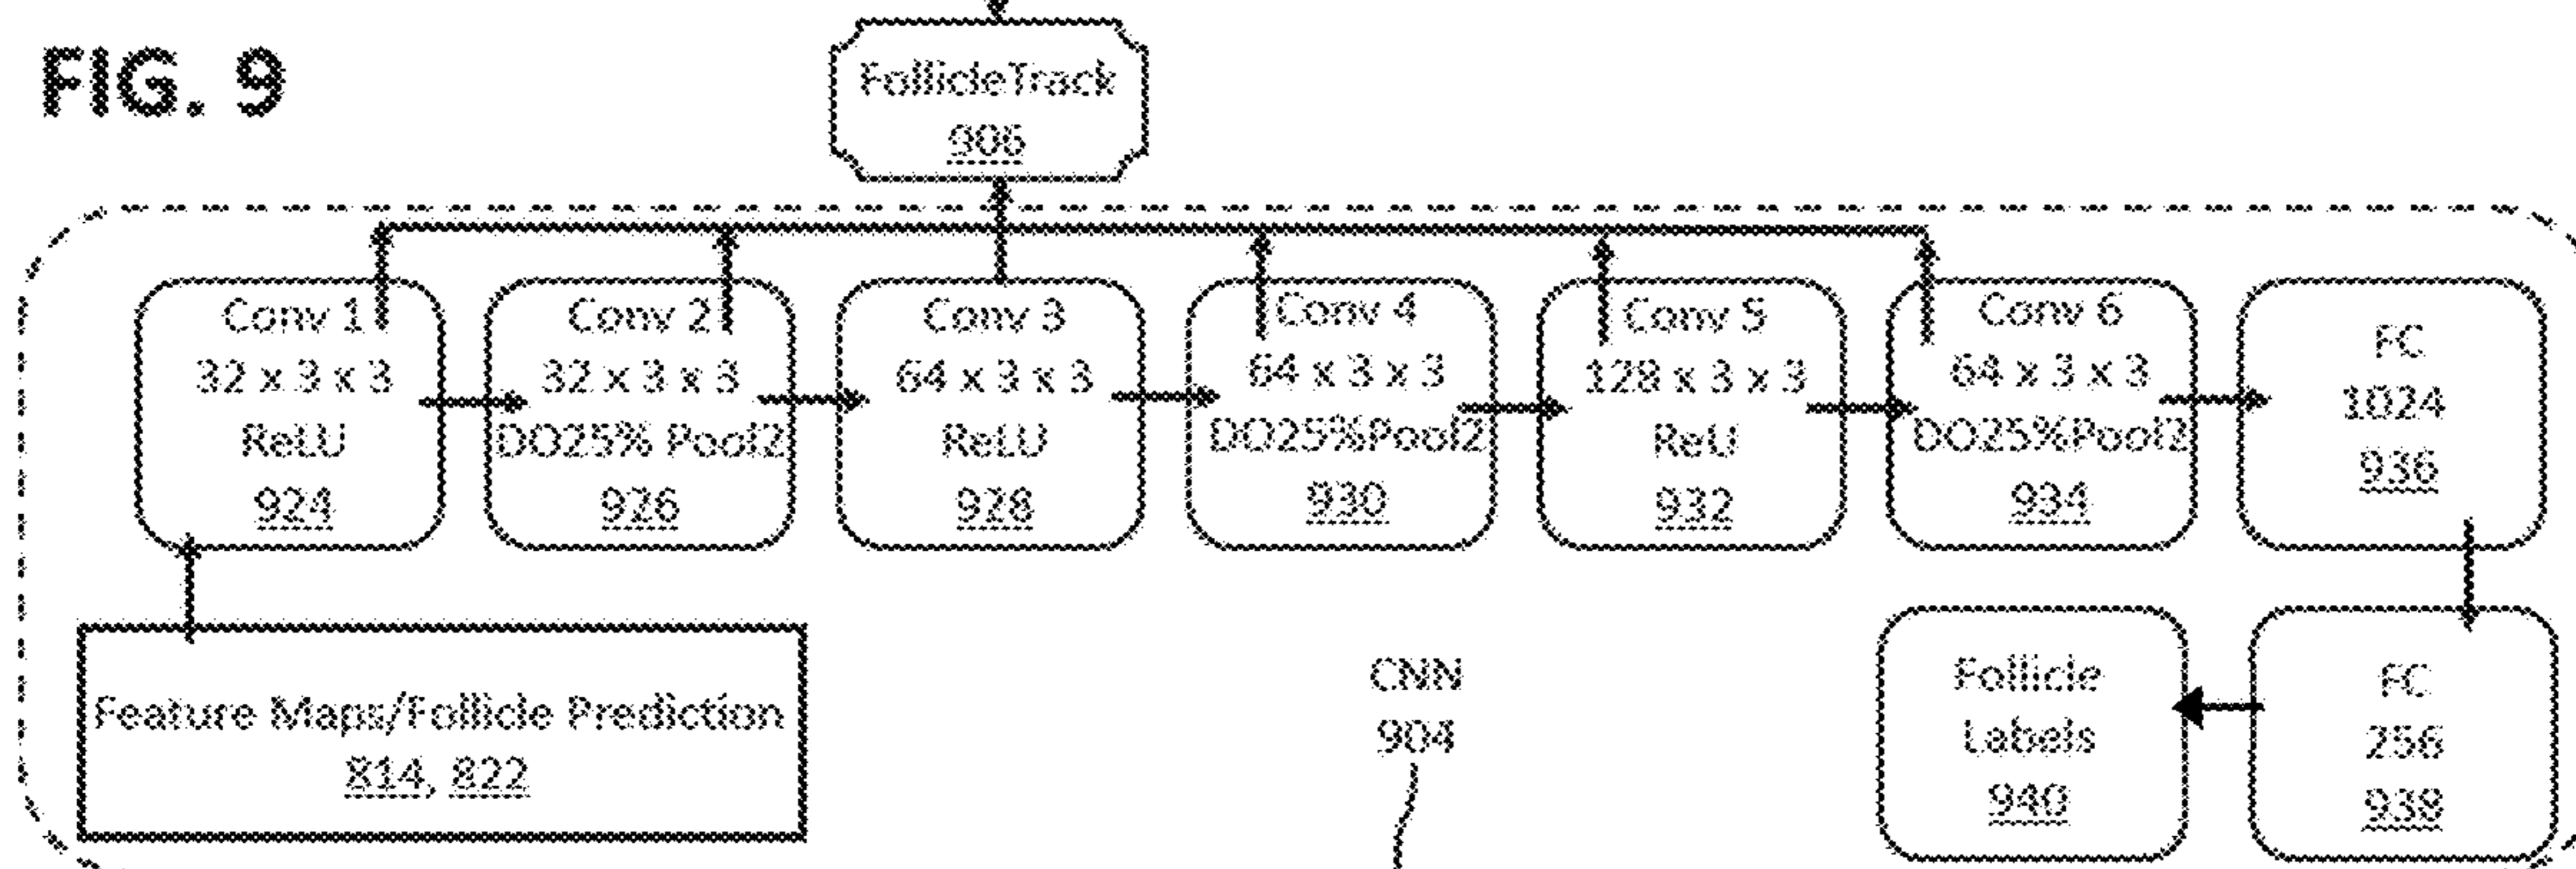 FIG. 9
FollicleTrack
906
Conv 1
32 x 3 x 3
ReLU
924
Conv 2
32 x 3 x 3
DO25% Pool2
926
Conv 3
64 x 3 x 3
ReLU
928
Conv 4
64 x 3 x 3
DO25%Pool2
930
Conv 5
128 x 3 x 3
ReU
932
Conv 6
64 x 3 x 3
DO25%Pool2
934
FC
1024
936
Feature Maps/Follicle Prediction
814, 822
CNN
904
Follicle
Labels
940
FC
256
938